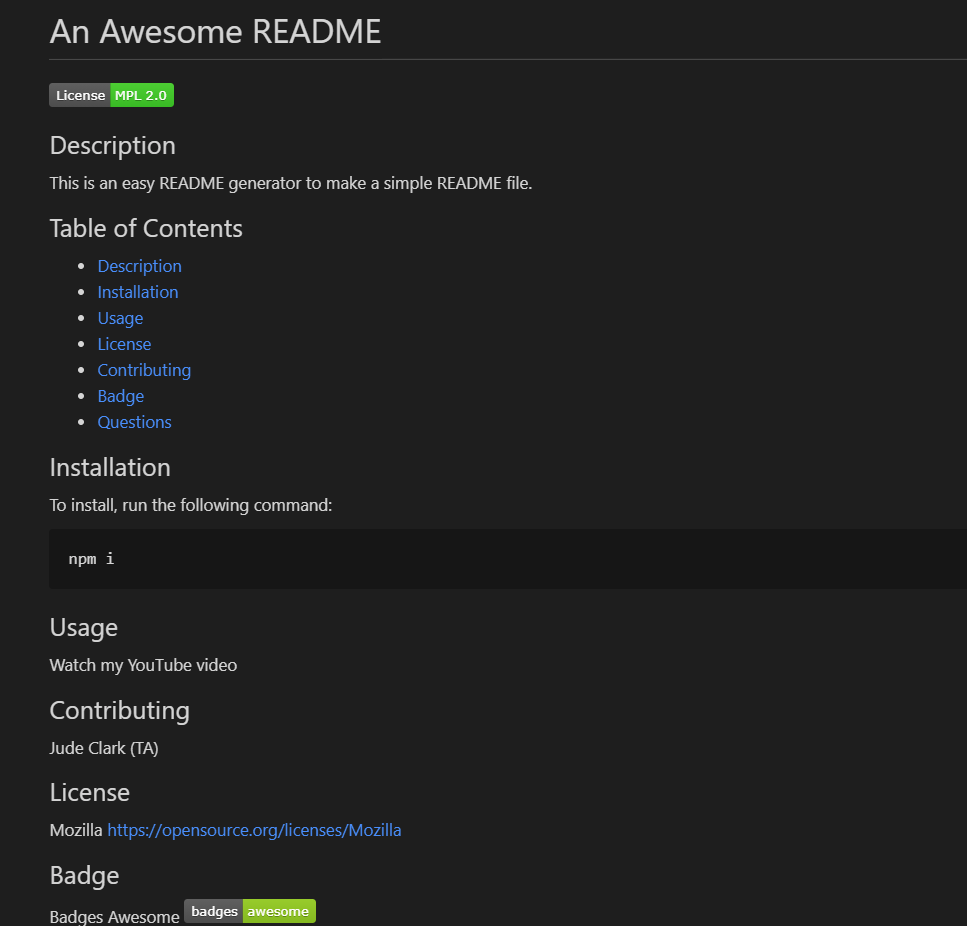 An Awesome README
License MPL 2.0
Description
This is an easy README generator to make a simple README file.
Table of Contents
Description
Installation
Usage
License
Contributing
Badge
Questions
Installation
To install, run the following command:
npm i
Usage
Watch my YouTube video
Contributing
Jude Clark (TA)
License
Mozilla https://opensource.org/licenses/Mozilla
Badge
Badges Awesome badges awesome